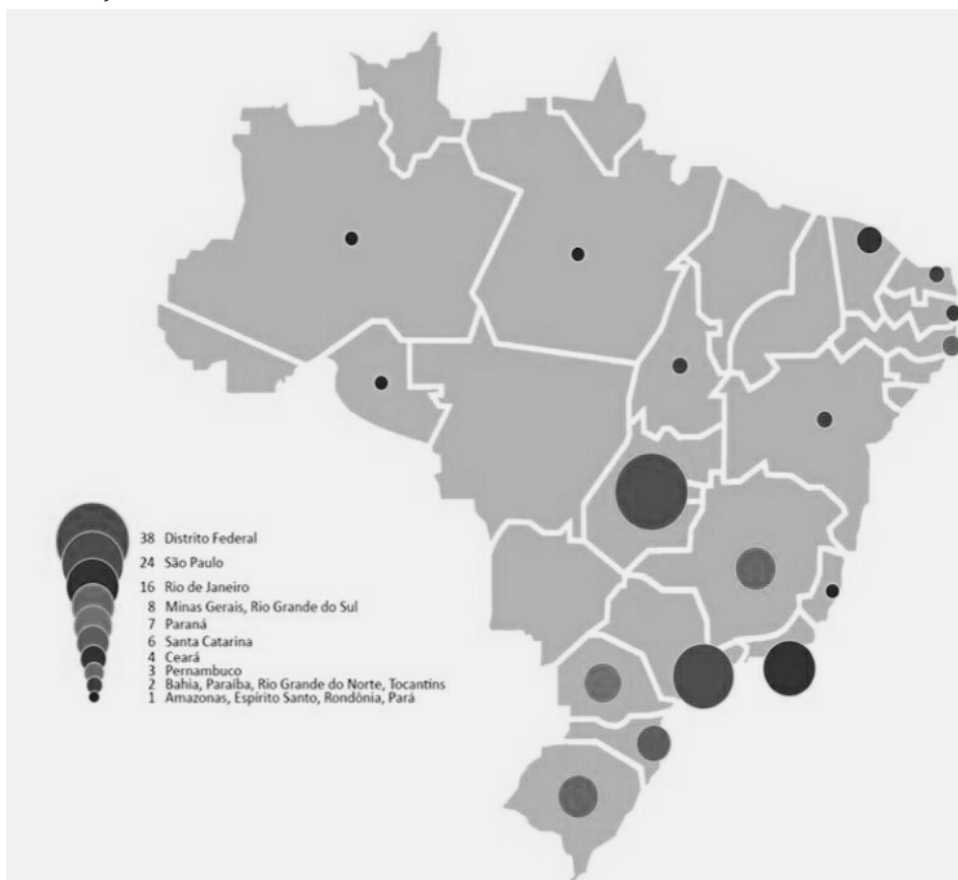 38 Distrito Federal
24 São Paulo
16 Rio de Janeiro
8 Minas Gerais, Rio Grande do Sul
7 Paraná
6 Santa Catarina
4 Ceará
3 Pernambuco
2 Bahia, Paraíba, Rio Grande do Norte, Tocantins
1 Amazonas, Espírito Santo, Rondônia, Pará